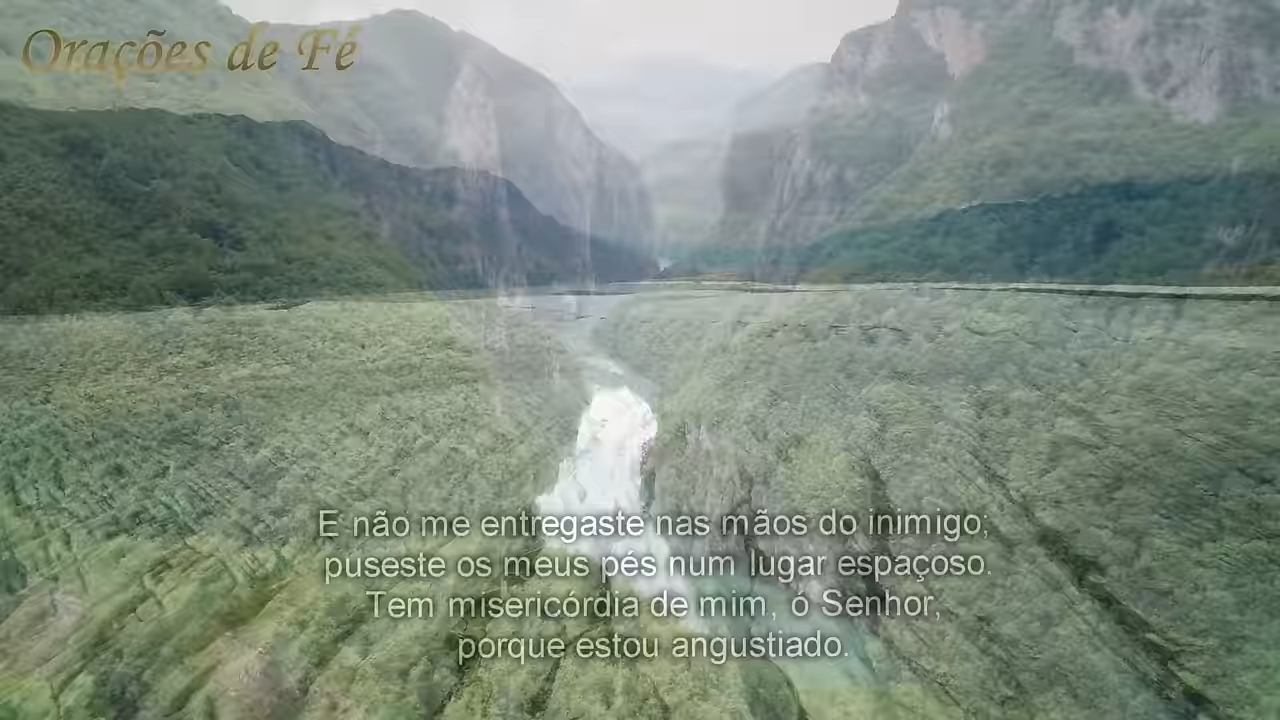 Orações de Fé
E não me entregaste nas mãos do inimigo;
puseste os meus pés num lugar espaçoso.
Tem misericórdia de mim, ó Senhor,
porque estou angustiado.